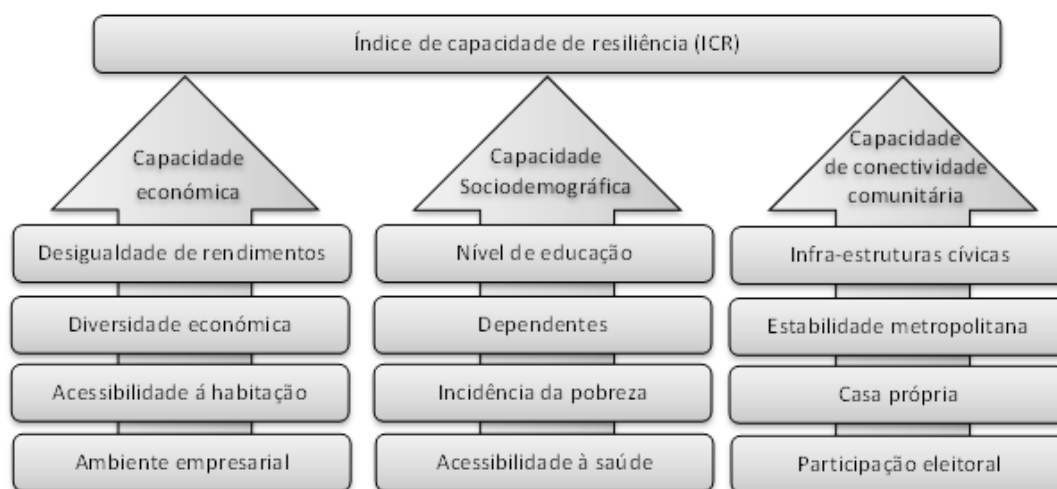 Índice de capacidade de resiliência (ICR)
Capacidade
económica
Desigualdade de rendimentos
Diversidade económica
Acessibilidade á habitação
Ambiente empresarial
Capacidade
Sociodemográfica
Nível de educação
Dependentes
Incidência da pobreza
Acessibilidade à saúde
Capacidade
de conectividade
comunitária
Infra-estruturas cívicas
Estabilidade metropolitana
Casa própria
Participação eleitoral